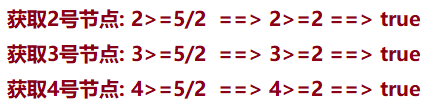 获取2号节点: 2>=5/2 ==> 2>=2 ==> true
获取3号节点: 3>=5/2 ==> 3>=2 ==> true
获取4号节点: 4>=5/2 ==> 4>=2 ==> true